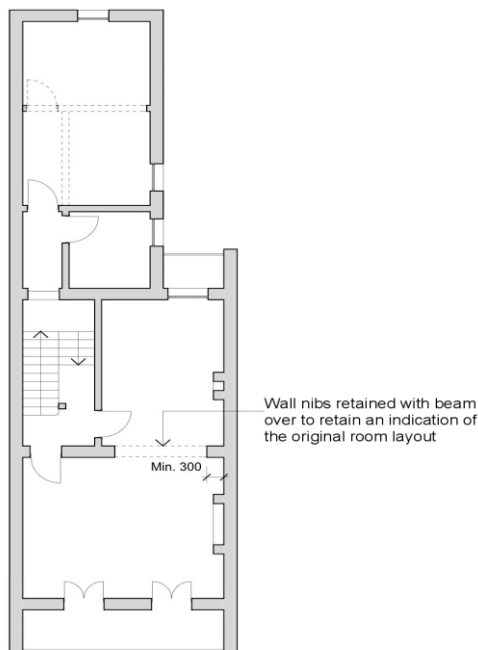 Wall nibs retained with beam
over to retain an indication of
the original room layout
Min. 300